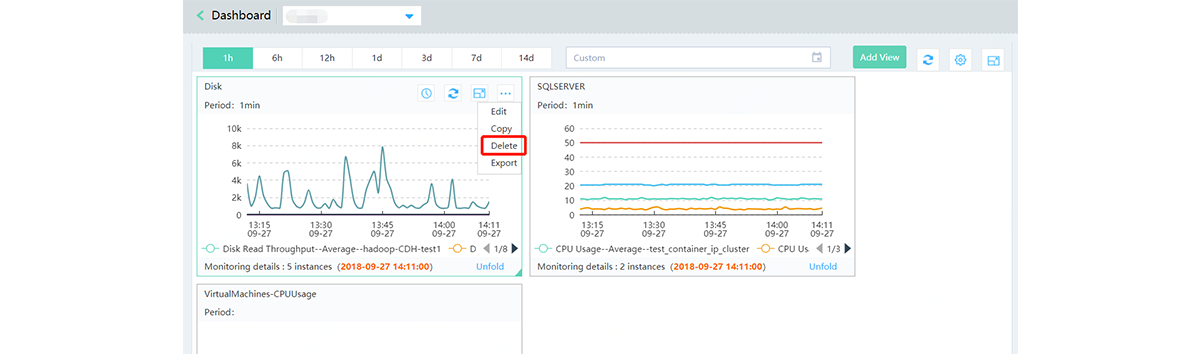 Dashboard
1h 6h 12h 1d 3d 7d 14d Custom Add View
Disk
Period: 1min
Edit
Copy
Delete
Export
10k
8k
6k
4k
2k
0
13:15 13:30 13:45 14:00 14:11
09-27 09-27 09-27 09-27 09-27
Disk Read Throughput--Average--hadoop-CDH-test1 D 1/8
Monitoring details : 5 instances (2018-09-27 14:11:00) Unfold
SQLSERVER
Period: 1min
60
50
40
30
20
10
0
13:15 13:30 13:45 14:00 14:11
09-27 09-27 09-27 09-27 09-27
CPU Usage--Average--test_container_ip_cluster CPU Us 1/3
Monitoring details : 2 instances (2018-09-27 14:11:00) Unfold
VirtualMachines-CPUUsage
Period: